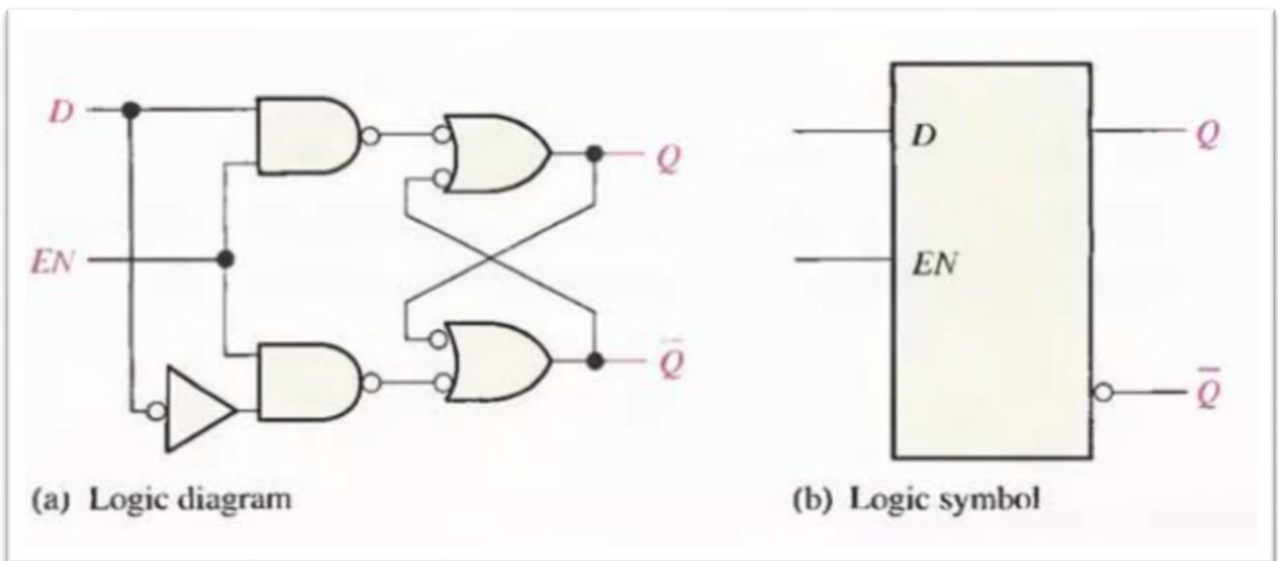 D
EN
Q
Q̅
(a) Logic diagram
D
EN
Q
Q̅
(b) Logic symbol